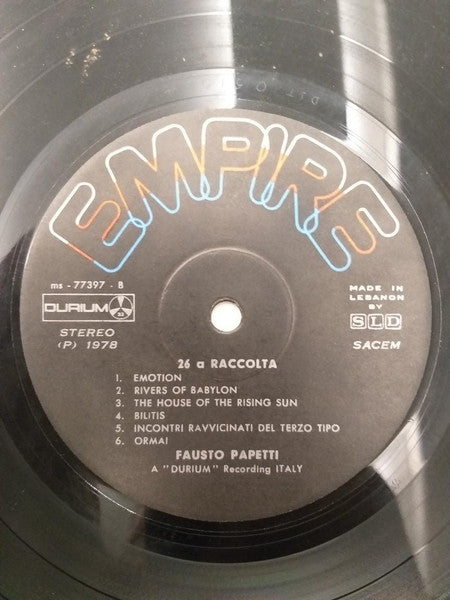 EMPIRE
ms - 77397 - B
DURIUM
STEREO
(P) 1978
MADE IN
LEBANON BY
SLD
SACEM
26 a RACCOLTA
1. EMOTION
2. RIVERS OF BABYLON
3. THE HOUSE OF THE RISING SUN
4. BILITIS
5. INCONTRI RAVVICINATI DEL TERZO TIPO
6. ORMAI
FAUSTO PAPETTI
A "DURIUM" Recording ITALY